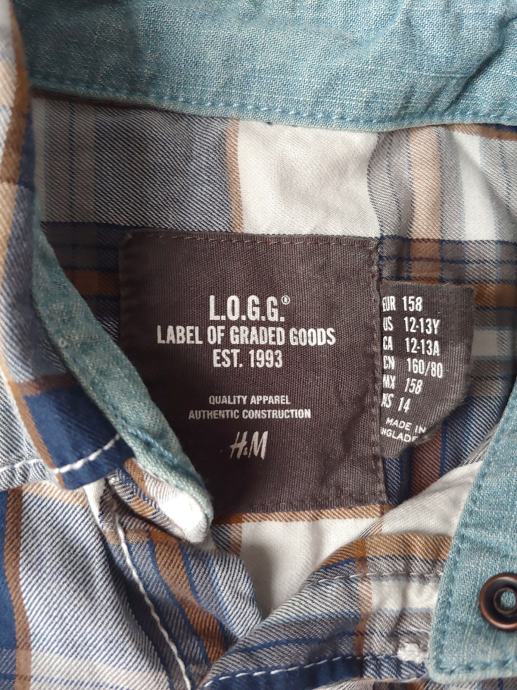 L.O.G.G.®
LABEL OF GRADED GOODS
EST. 1993
QUALITY APPAREL
AUTHENTIC CONSTRUCTION
H&M
EUR 158
US 12-13Y
CA 12-13A
CN 160/80
MX 158
14
MADE IN